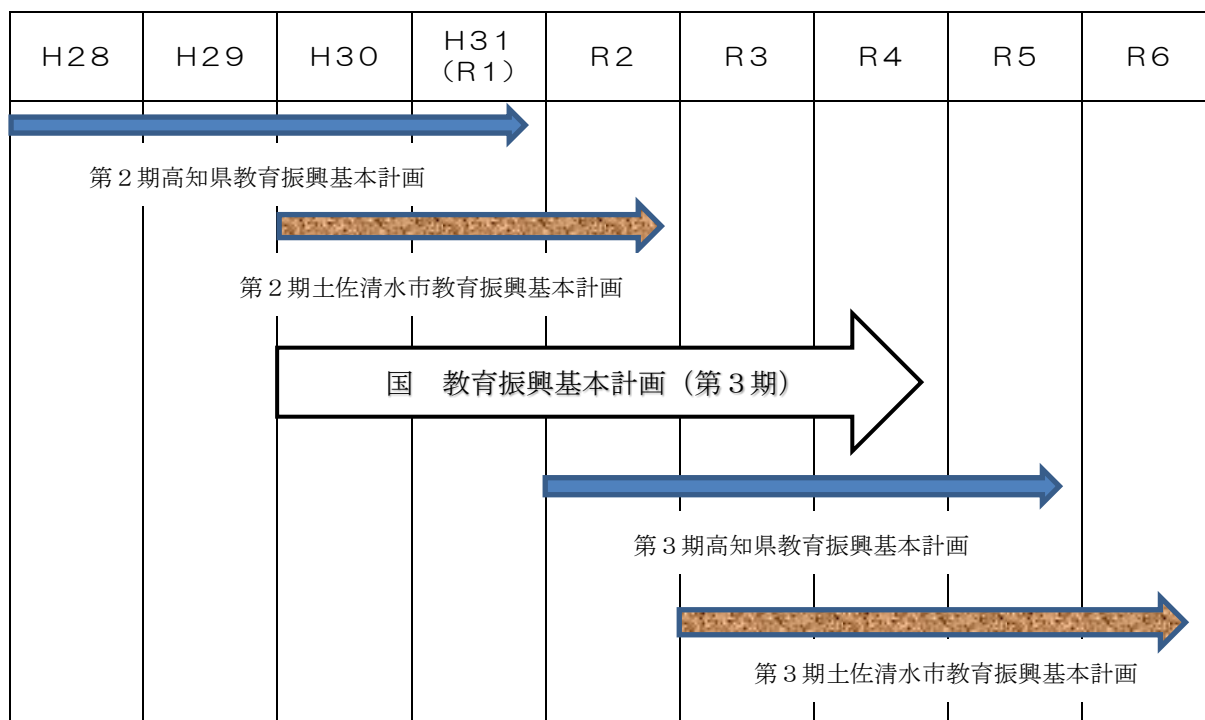 H28 H29 H30 H31 R2 R3 R4 R5 R6
(R1)
第2期高知県教育振興基本計画
第2期土佐清水市教育振興基本計画
国　教育振興基本計画（第3期）
第3期高知県教育振興基本計画
第3期土佐清水市教育振興基本計画